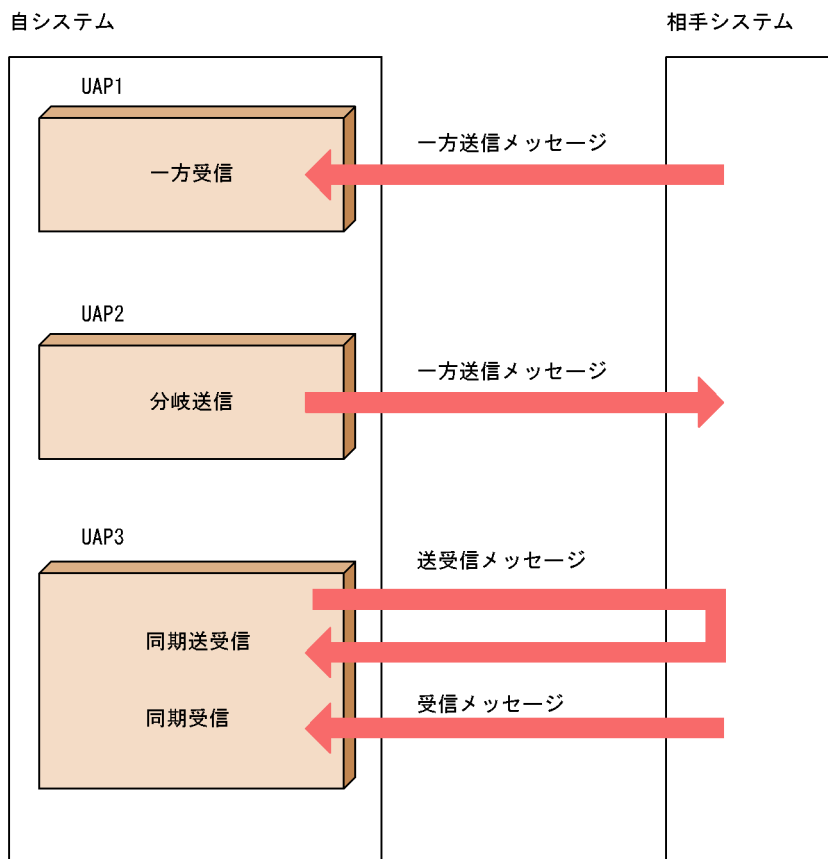 自システム
相手システム
UAP1
一方送信メッセージ
一方受信
UAP2
一方送信メッセージ
分岐送信
UAP3
送受信メッセージ
同期送受信
受信メッセージ
同期受信